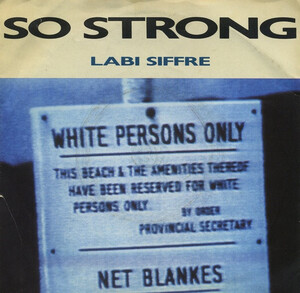 SO STRONG
LABI SIFFRE
WHITE PERSONS ONLY
THIS BEACH & THE AMENITIES THEREOF
HAVE BEEN RESERVED FOR WHITE
PERSONS ONLY.
BY ORDER
PROVINCIAL SECRETARY
NET BLANKES